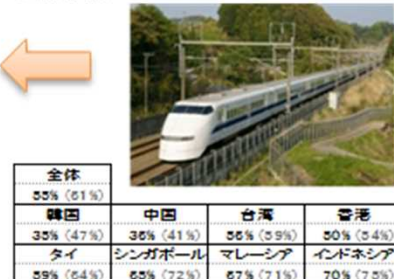 全体
55% (61%)
韓国 中国 台湾 香港
35% (47%) 36% (41%) 56% (59%) 50% (54%)
タイ シンガポール マレーシア インドネシア
59% (64%) 65% (72%) 67% (71%) 70% (75%)